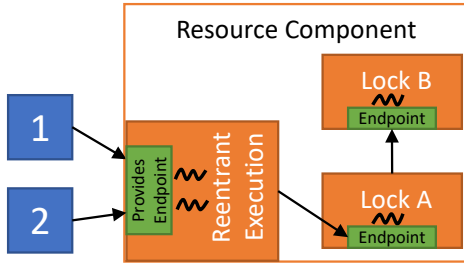 Resource Component
1
2
Provides
Endpoint
Reentrant
Execution
Lock B
Endpoint
Lock A
Endpoint